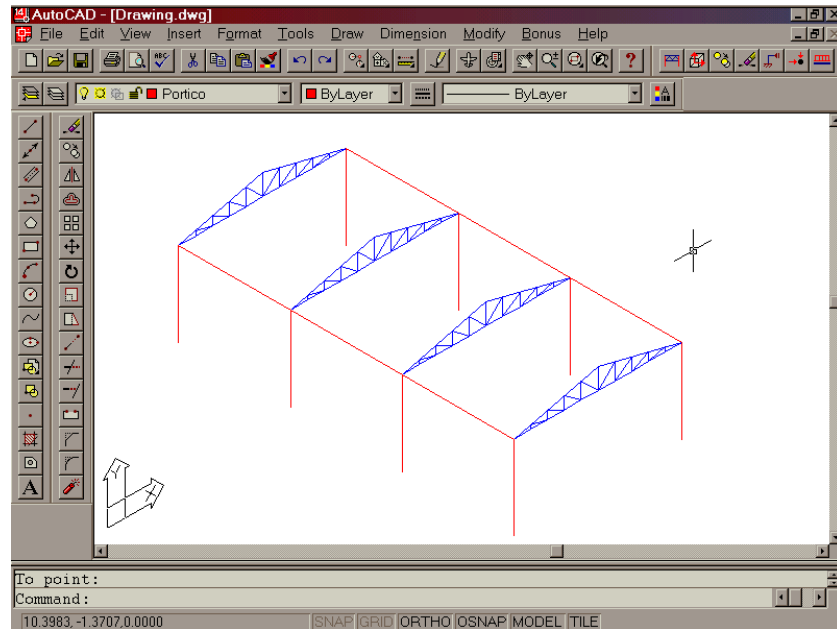 AutoCAD - [Drawing.dwg]
File Edit View Insert Format Tools Draw Dimension Modify Bonus Help
ABC ?
Portico ByLayer ByLayer
A
Y X
To point:
Command:
10.3983, -1.3707,0.0000 SNAP GRID ORTHO OSNAP MODEL TILE